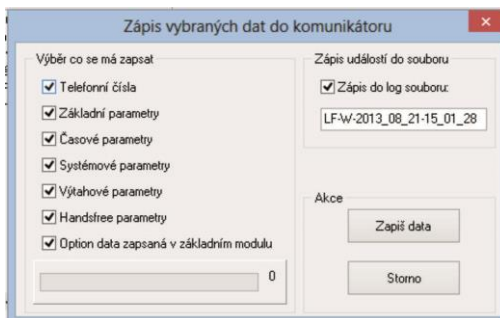 Zápis vybraných dat do komunikátoru
Výběr co se má zapsat
Telefonní čísla
Základní parametry
Časové parametry
Systémové parametry
Výtahové parametry
Handsfree parametry
Option data zapsaná v základním modulu
0
Zápis událostí do souboru
Zápis do log souboru:
LF-W-2013_08_21-15_01_28
Akce
Zapiš data
Storno